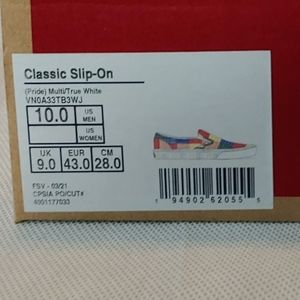 Classic Slip-On
(Pride) Multi/True White
VN0A33TB3WJ
10.0 US MEN
US WOMEN
UK 9.0 EUR 43.0 CM 28.0
FSV - 03/21
CPSIA PO/CUT#
4001177033
1 94902 62055 5